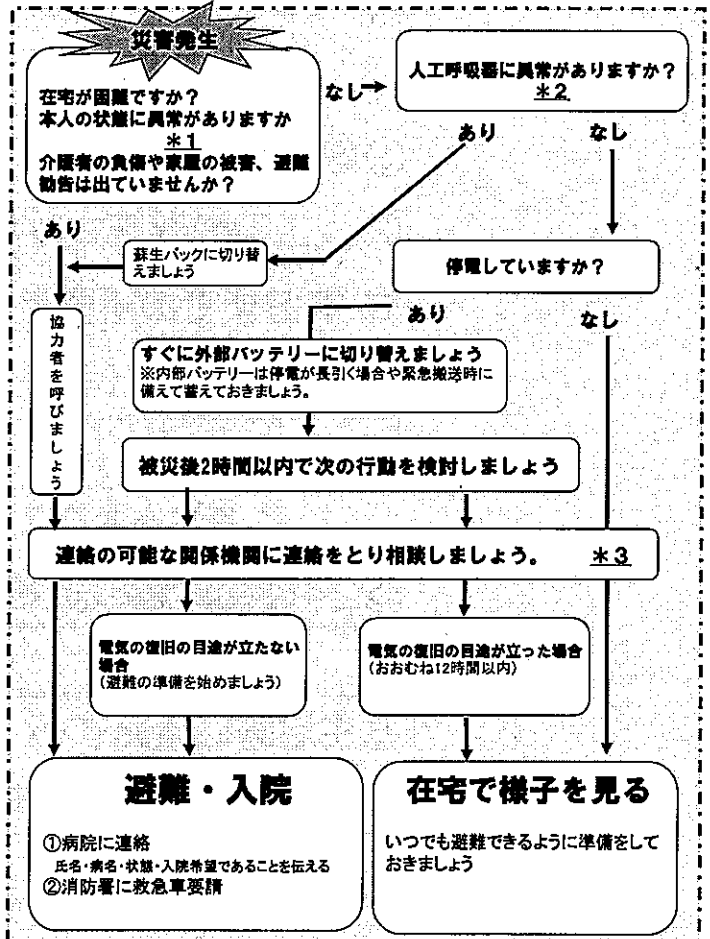 災害発生
在宅が困難ですか？
本人の状態に異常がありますか
＊1
介護者の負傷や家屋の被害、避難
勧告は出ていませんか？
なし
人工呼吸器に異常がありますか？
＊2
あり
なし
あり
蘇生バックに切り替
えましょう
停電していますか？
あり
なし
協力者を呼びましょう
すぐに外部バッテリーに切り替えましょう
※内部バッテリーは停電が長引く場合や緊急搬送時に
備えて蓄えておきましょう。
被災後2時間以内で次の行動を検討しましょう
連絡の可能な関係機関に連絡をとり相談しましょう。 ＊3
電気の復旧の目途が立たない
場合
(避難の準備を始めましょう)
電気の復旧の目途が立った場合
(おおむね12時間以内)
避難・入院
①病院に連絡
氏名・病名・状態・入院希望であることを伝える
②消防署に救急車要請
在宅で様子を見る
いつでも避難できるように準備をして
おきましょう